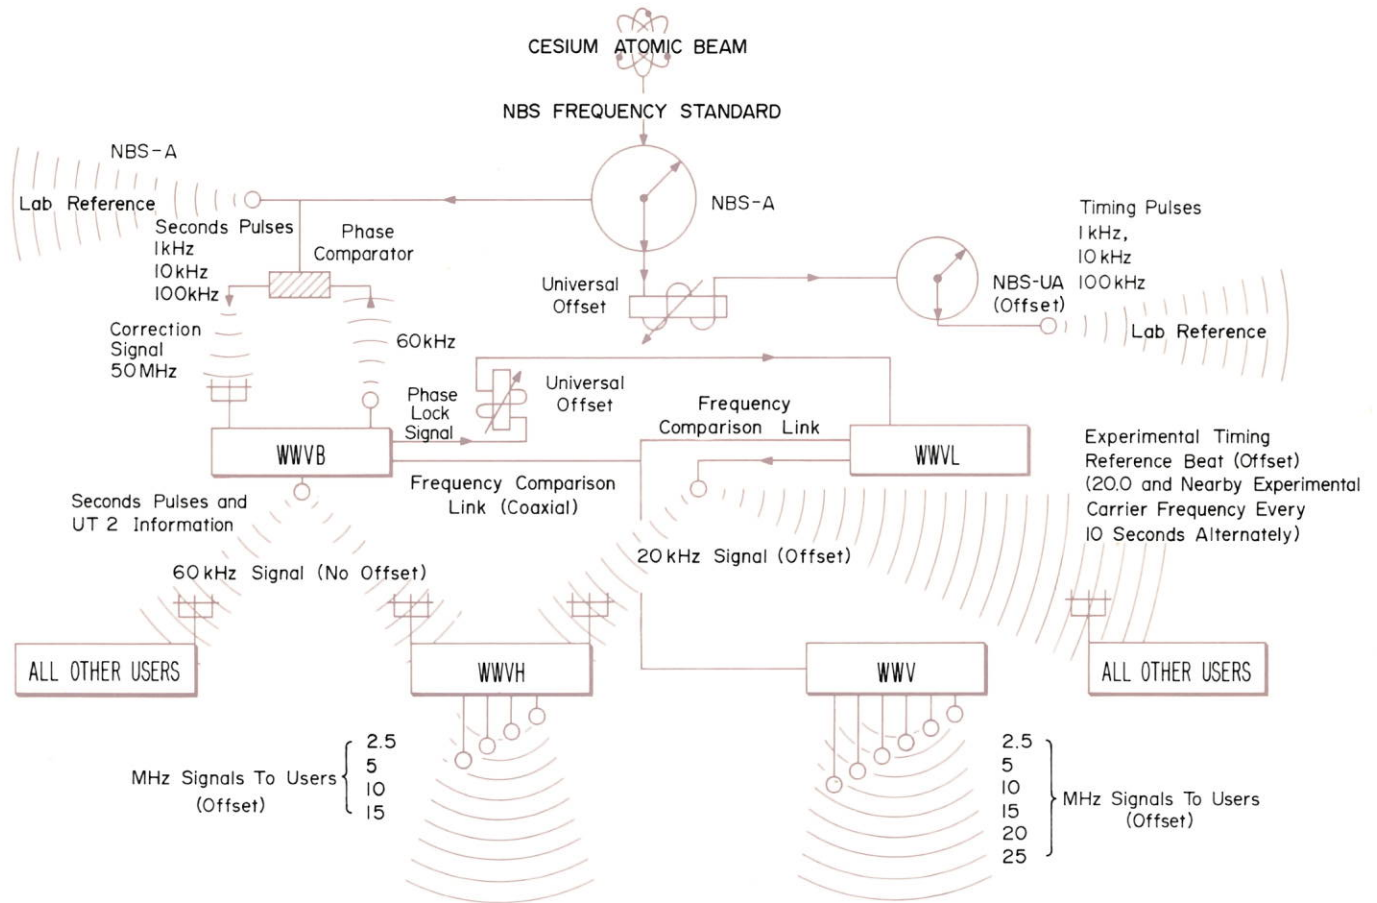 CESIUM ATOMIC BEAM
NBS FREQUENCY STANDARD
NBS-A
Lab Reference
Seconds Pulses
1kHz
10kHz
100kHz
Phase
Comparator
NBS-A
Universal
Offset
NBS-UA
(Offset)
Timing Pulses
1kHz,
10kHz
100kHz
Lab Reference
Correction
Signal
50MHz
60kHz
Phase
Lock
Signal
Universal
Offset
Frequency
Comparison Link
WWVB
WWVL
Frequency Comparison
Link (Coaxial)
Experimental Timing
Reference Beat (Offset)
(20.0 and Nearby Experimental
Carrier Frequency Every
10 Seconds Alternately)
Seconds Pulses and
UT 2 Information
60kHz Signal (No Offset)
20kHz Signal (Offset)
ALL OTHER USERS
WWVH
WWV
ALL OTHER USERS
MHz Signals To Users
(Offset)
2.5
5
10
15
2.5
5
10
15
20
25
MHz Signals To Users
(Offset)